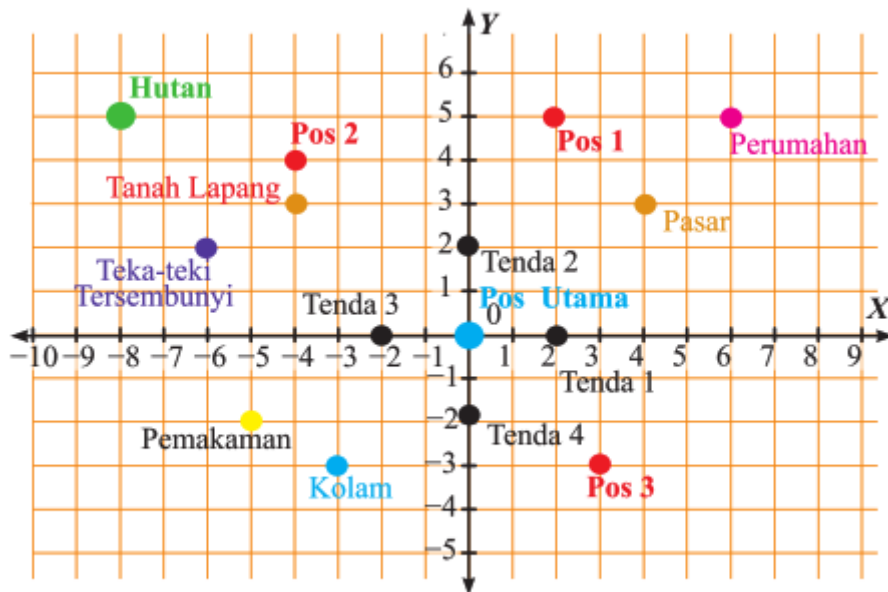 Y
6
Hutan
5
Pos 2
Pos 1
Perumahan
4
Tanah Lapang
3
Pasar
2
Tenda 2
Teka-teki
Tersembunyi
1
Tenda 3
Pos Utama
0
X
−10 −9 −8 −7 −6 −5 −4 −3 −2 −1 1 2 3 4 5 6 7 8 9
−1
Tenda 1
−2
Pemakaman
Tenda 4
−3
Kolam
Pos 3
−4
−5